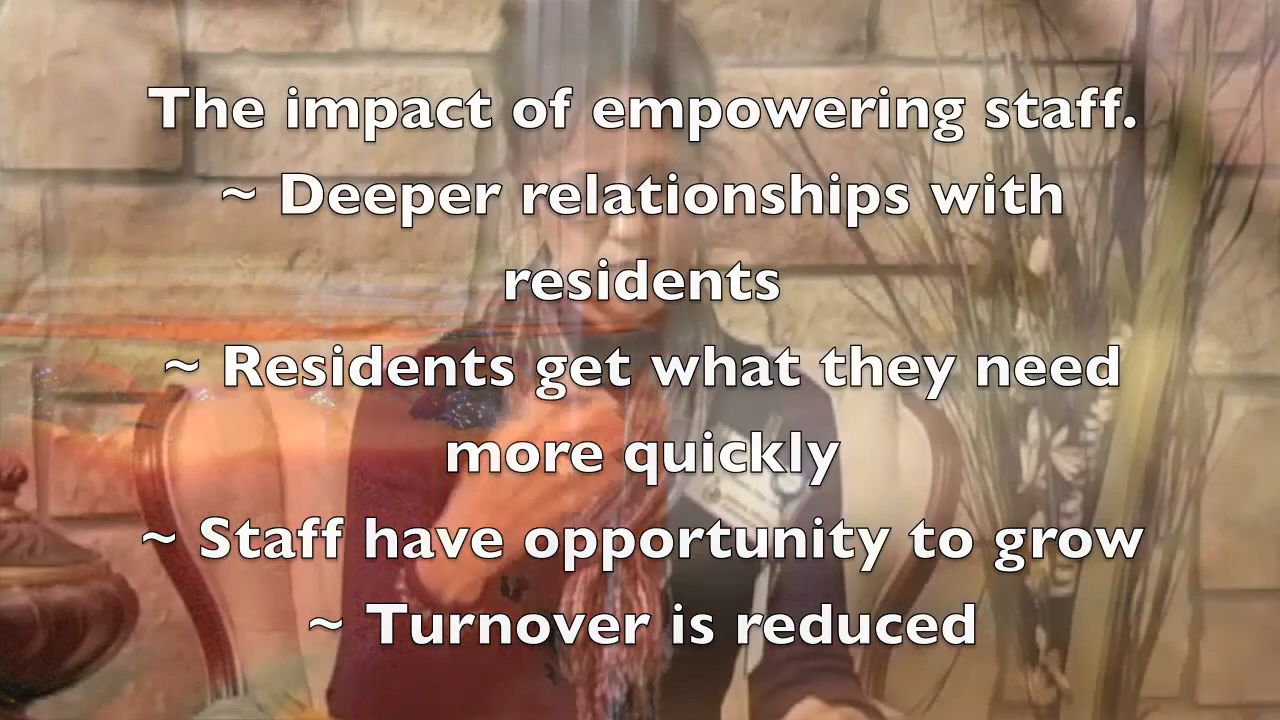 The impact of empowering staff.
~ Deeper relationships with
residents
~ Residents get what they need
more quickly
~ Staff have opportunity to grow
~ Turnover is reduced